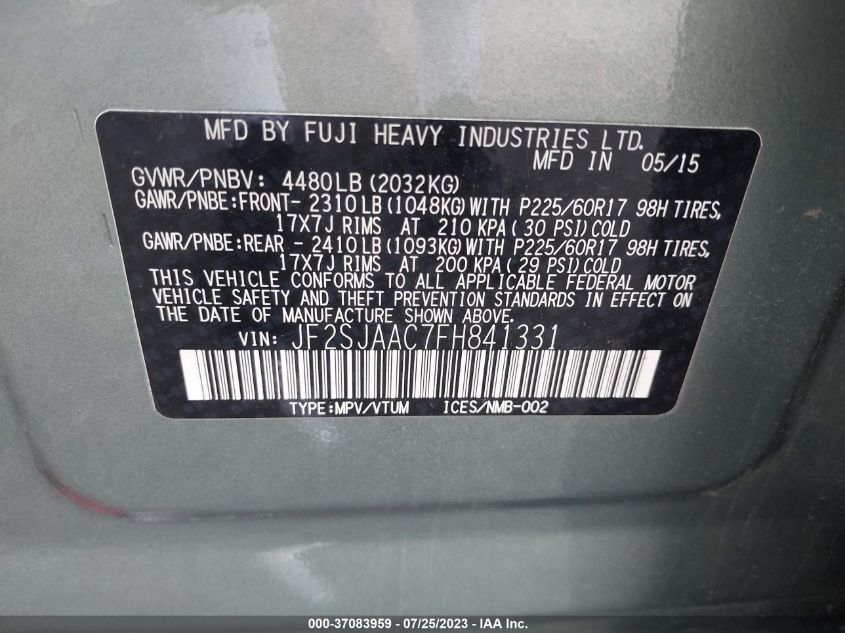 MFD BY FUJI HEAVY INDUSTRIES LTD.
MFD IN 05/15
GVWR/PNBV: 4480LB(2032KG)
GAWR/PNBE:FRONT- 2310LB(1048KG)WITH P225/60R17 98H TIRES,
17X7J RIMS AT 210 KPA(30 PSI)COLD
GAWR/PNBE:REAR - 2410LB(1093KG)WITH P225/60R17 98H TIRES,
17X7J RIMS AT 200 KPA(29 PSI)COLD
THIS VEHICLE CONFORMS TO ALL APPLICABLE FEDERAL MOTOR
VEHICLE SAFETY AND THEFT PREVENTION STANDARDS IN EFFECT ON
THE DATE OF MANUFACTURE SHOWN ABOVE.
VIN: JF2SJAAC7FH841331
TYPE:MPV/VTUM ICES/NMB-002
000-37083959 - 07/25/2023 - IAA Inc.